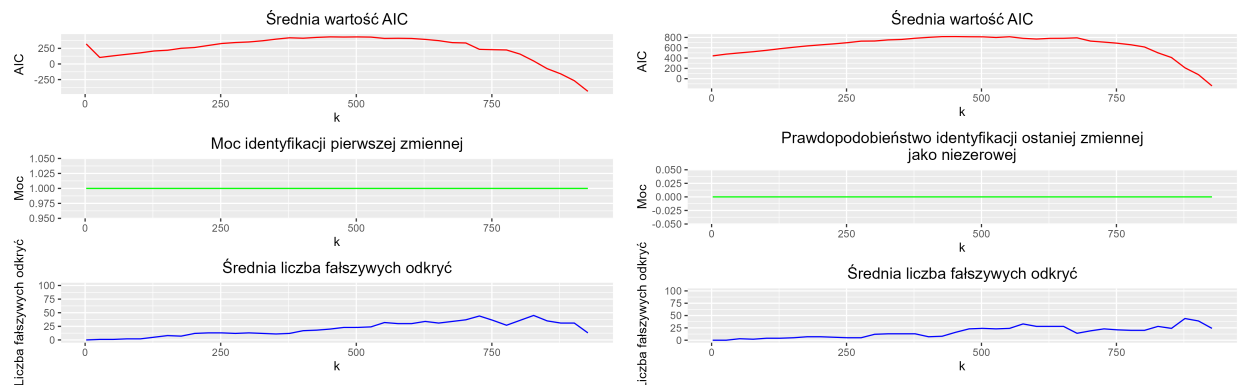 Średnia wartość AIC
AIC
250
0
-250
0
250
500
750
k
Moc identyfikacji pierwszej zmiennej
Moc
1.050
1.025
1.000
0.975
0.950
0
250
500
750
k
Średnia liczba fałszywych odkryć
Liczba fałszywych odkryć
100
75
50
25
0
0
250
500
750
k
Średnia wartość AIC
AIC
800
600
400
200
0
0
250
500
750
k
Prawdopodobieństwo identyfikacji ostaniej zmiennej
jako niezerowej
Moc
0.050
0.025
0.000
-0.025
-0.050
0
250
500
750
k
Średnia liczba fałszywych odkryć
Liczba fałszywych odkryć
100
75
50
25
0
0
250
500
750
k